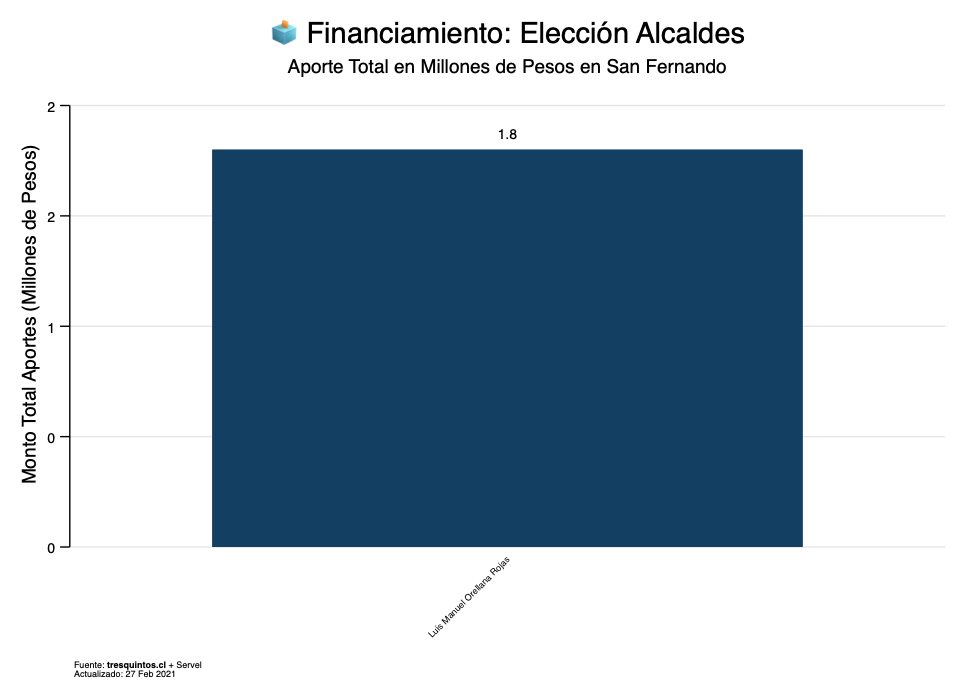 🗳️ Financiamiento: Elección Alcaldes
Aporte Total en Millones de Pesos en San Fernando
Monto Total Aportes (Millones de Pesos)
2
2
1
0
0
1.8
Luis Manuel Orellana Rojas
Fuente: tresquintos.cl + Servel
Actualizado: 27 Feb 2021